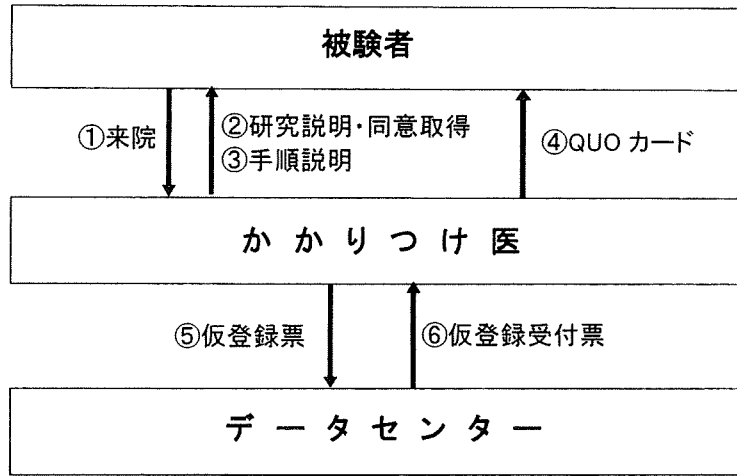 被験者
①来院
②研究説明・同意取得
③手順説明
④QUO カード
かかりつけ医
⑤仮登録票
⑥仮登録受付票
データセンター